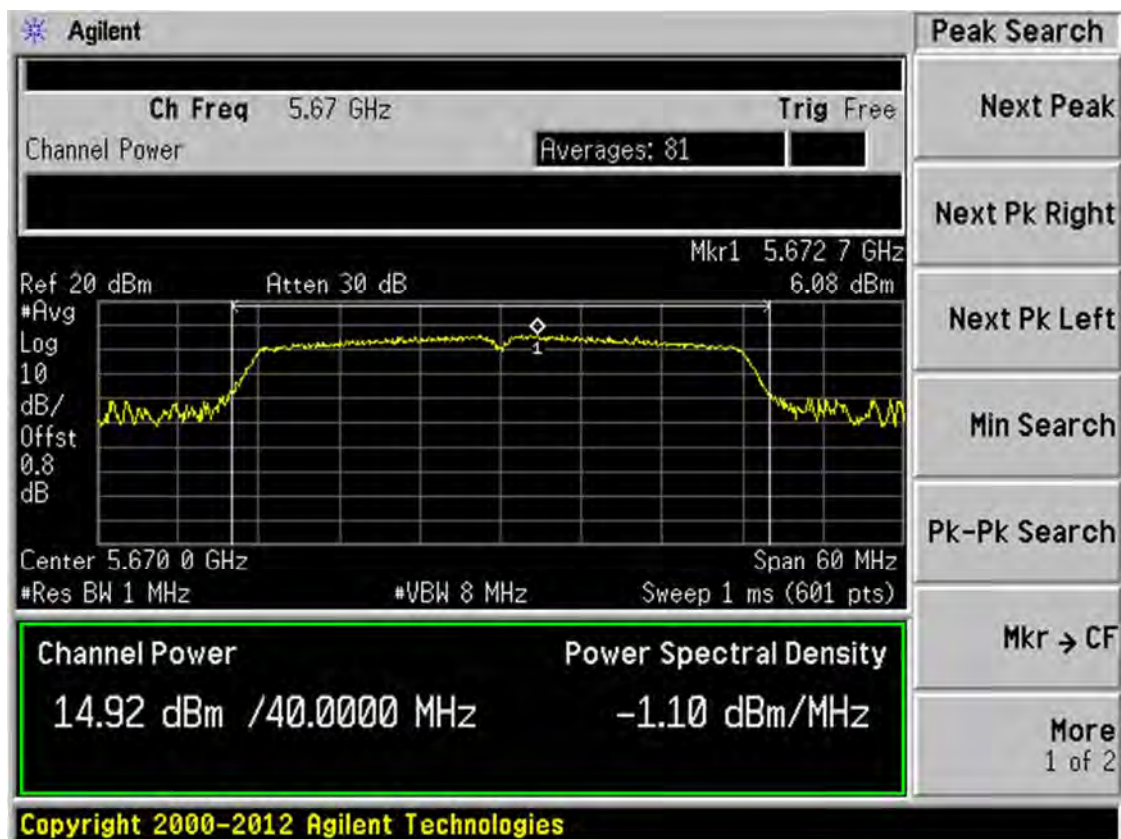 Agilent
Peak Search
Ch Freq 5.67 GHz Trig Free
Channel Power Averages: 81
Mkr1 5.672 7 GHz
Ref 20 dBm Atten 30 dB 6.08 dBm
#Avg
Log
10
dB/
Offst
0.8
dB
1
Center 5.670 0 GHz Span 60 MHz
#Res BW 1 MHz #VBW 8 MHz Sweep 1 ms (601 pts)
Channel Power Power Spectral Density
14.92 dBm /40.0000 MHz -1.10 dBm/MHz
Copyright 2000-2012 Agilent Technologies
Next Peak
Next Pk Right
Next Pk Left
Min Search
Pk-Pk Search
Mkr → CF
More
1 of 2